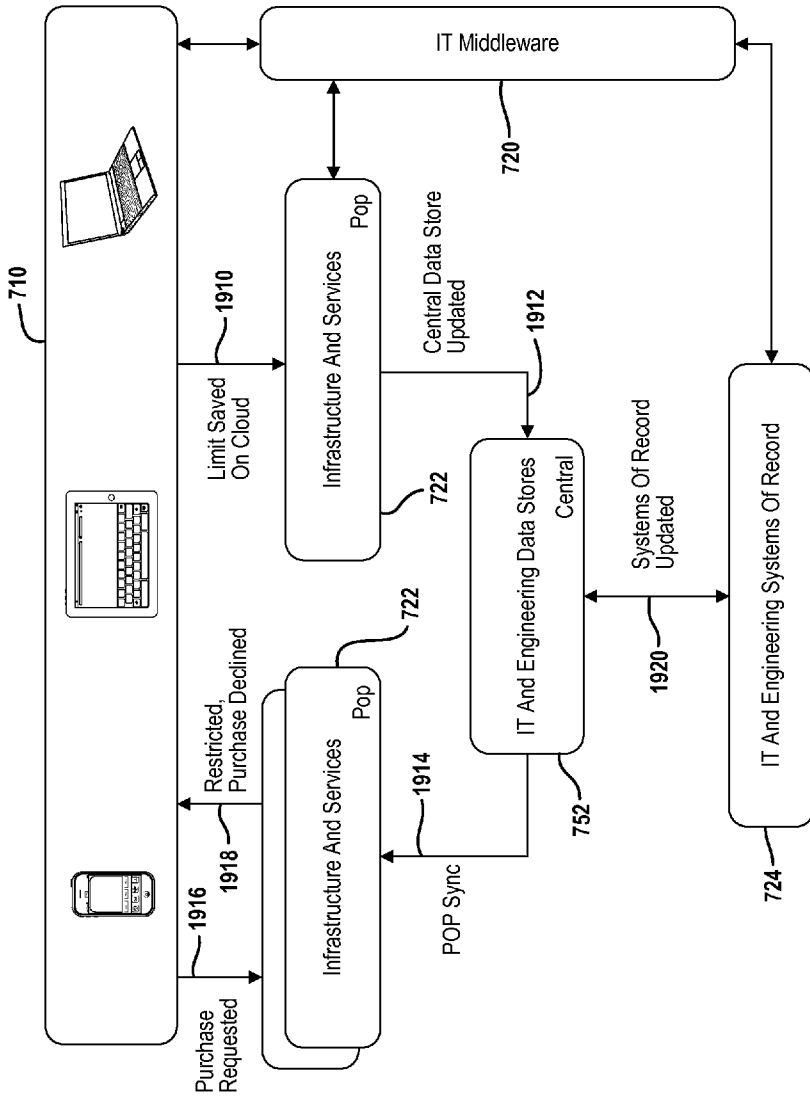 710
Purchase
Requested
1916
1918
Restricted,
Purchase Declined
Limit Saved
On Cloud
1910
Infrastructure And Services
Pop
722
Infrastructure And Services
Pop
722
IT Middleware
720
POP Sync
1914
Central Data Store
Updated
1912
IT And Engineering Data Stores
Central
752
1920
Systems Of Record
Updated
IT And Engineering Systems Of Record
724